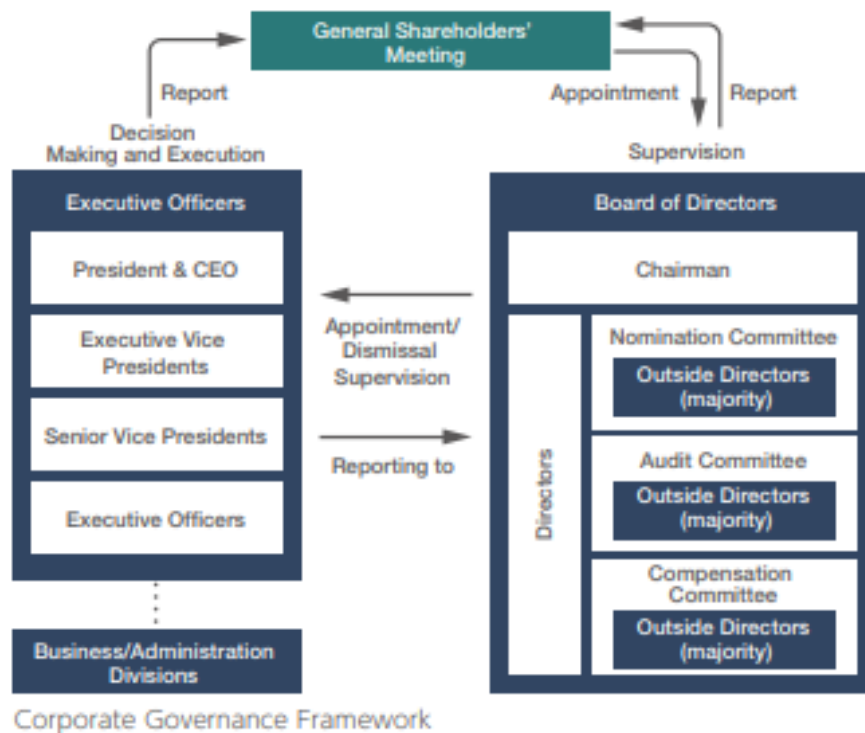 General Shareholders'
Meeting
Report
Appointment
Report
Decision
Making and Execution
Supervision
Executive Officers
President & CEO
Executive Vice
Presidents
Senior Vice Presidents
Executive Officers
Business/Administration
Divisions
Appointment/
Dismissal
Supervision
Reporting to
Board of Directors
Chairman
Directors
Nomination Committee
Outside Directors
(majority)
Audit Committee
Outside Directors
(majority)
Compensation
Committee
Outside Directors
(majority)
Corporate Governance Framework